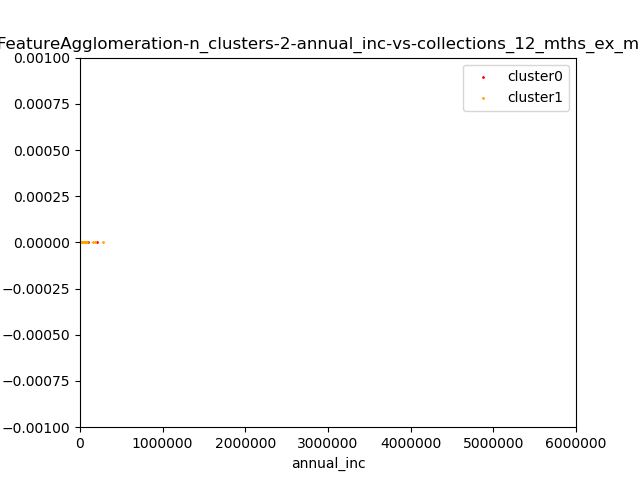 FeatureAgglomeration-n_clusters-2-annual_inc-vs-collections_12_mths_ex_m
cluster0
cluster1
0.00100
0.00075
0.00050
0.00025
0.00000
−0.00025
−0.00050
−0.00075
−0.00100
0 1000000 2000000 3000000 4000000 5000000 6000000
annual_inc